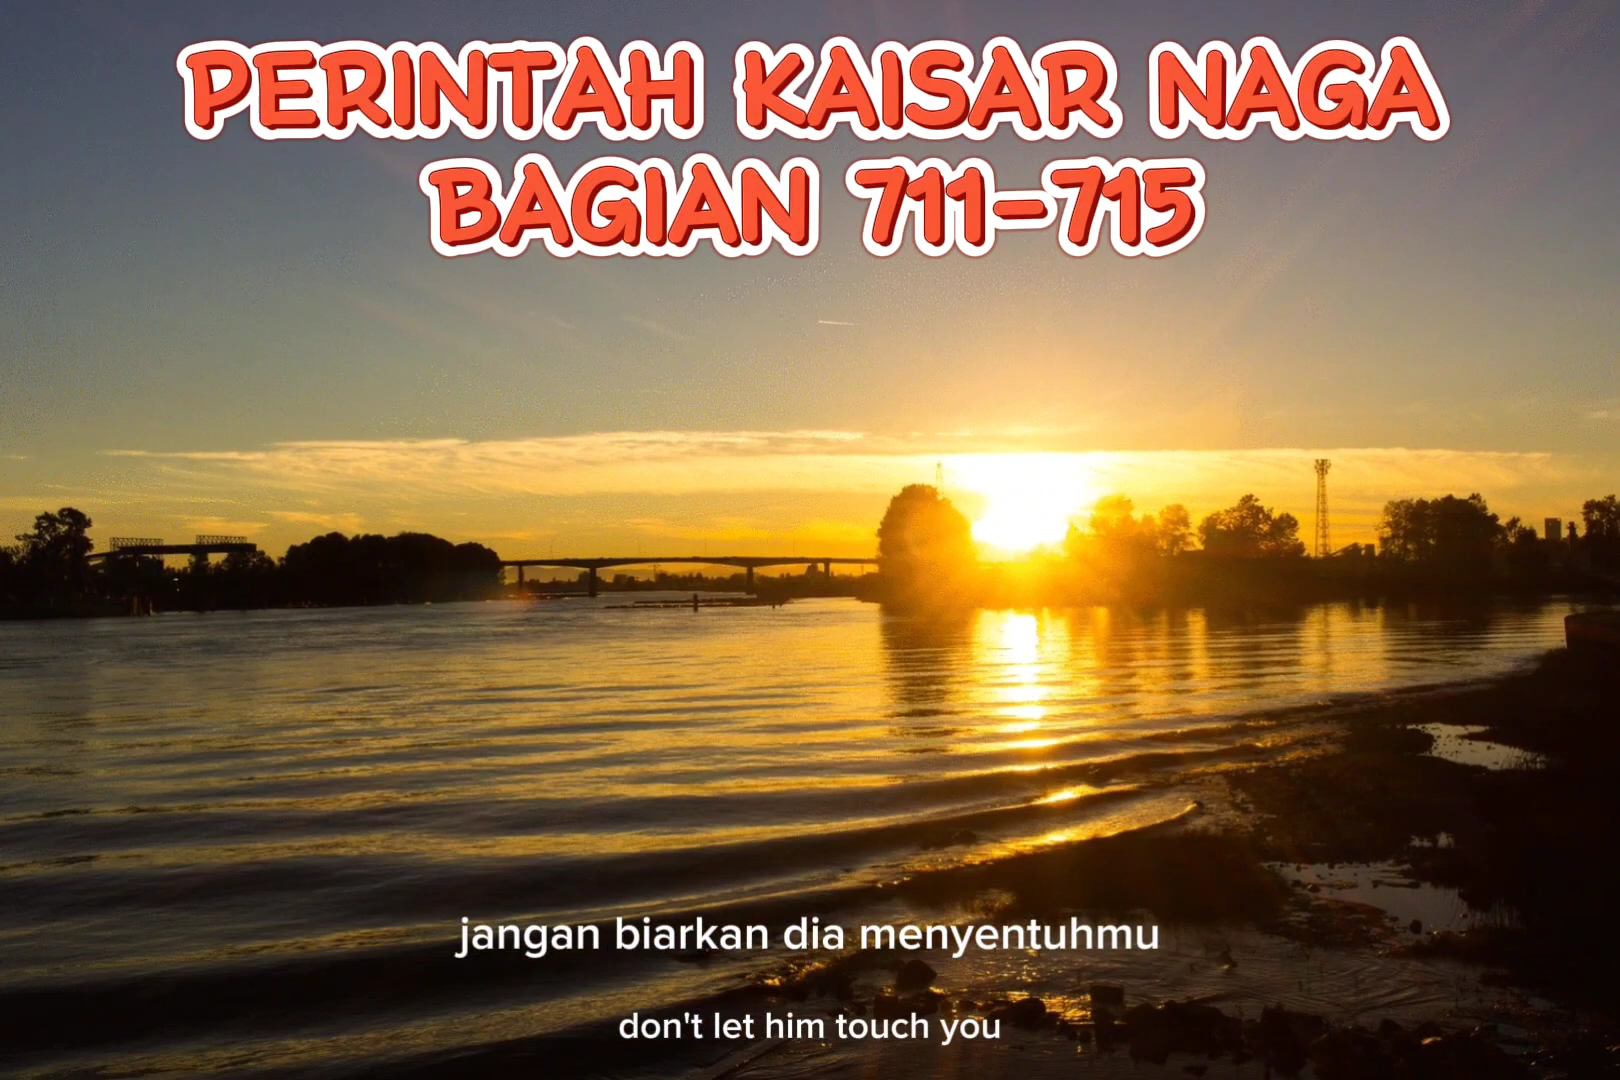 PERINTAH KAISAR NAGA
BAGIAN 711-715
jangan biarkan dia menyentuhmu
don't let him touch you